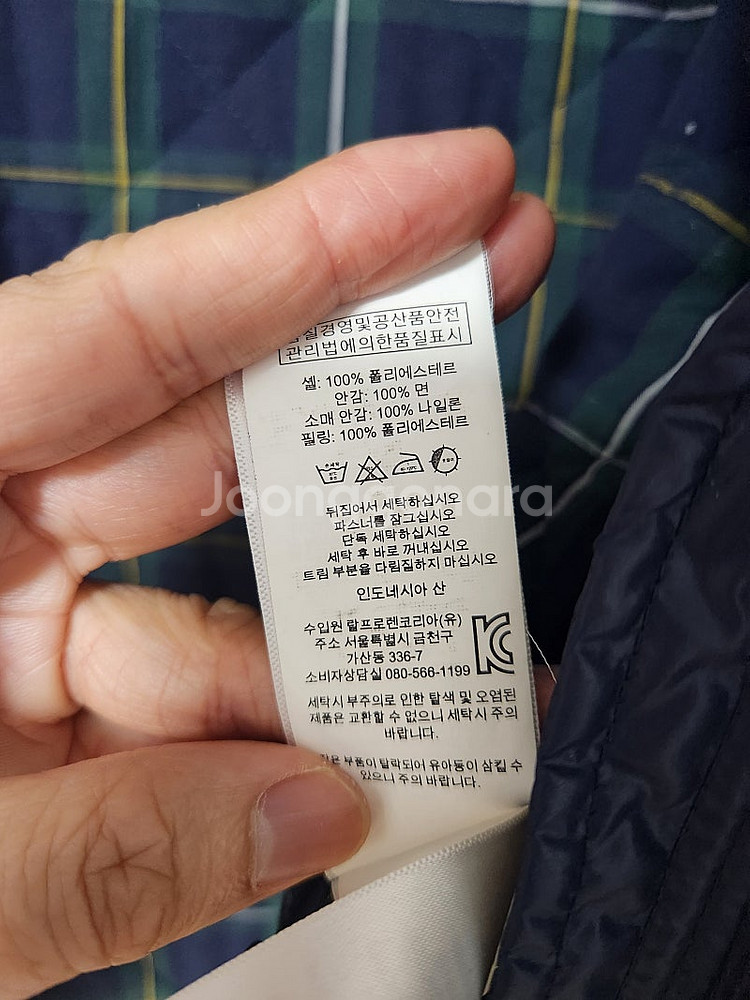 품질경영및공산품안전
관리법에의한품질표시
셸: 100% 폴리에스테르
안감: 100% 면
소매 안감: 100% 나일론
필링: 100% 폴리에스테르
Joonggonara
뒤집어서 세탁하십시오
파스너를 잠그십시오
단독 세탁하십시오
세탁 후 바로 꺼내십시오
트림 부분을 다림질하지 마십시오
인도네시아 산
수입원 랄프로렌코리아(유)
주소 서울특별시 금천구
가산동 336-7
소비자상담실 080-566-1199
세탁시 부주의로 인한 탈색 및 오염된
제품은 교환할 수 없으니 세탁시 주의
바랍니다.
작은 부품이 탈락되어 유아등이 삼킬 수
있으니 주의 바랍니다.